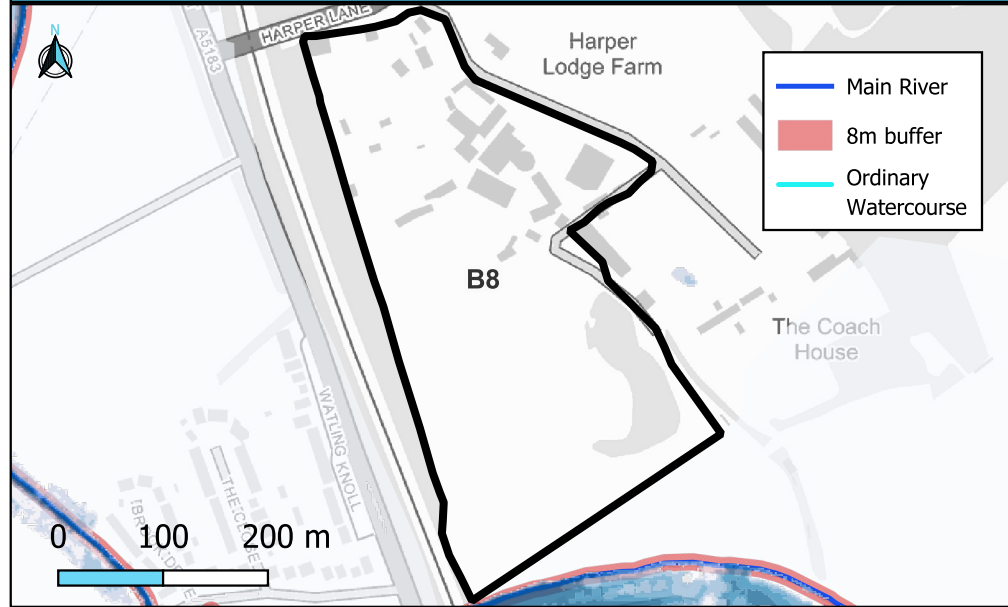 N
HARPER LANE
A5183
Harper
Lodge Farm
Main River
8m buffer
Ordinary
Watercourse
B8
The Coach
House
WATLING KNOLL
0 100 200 m